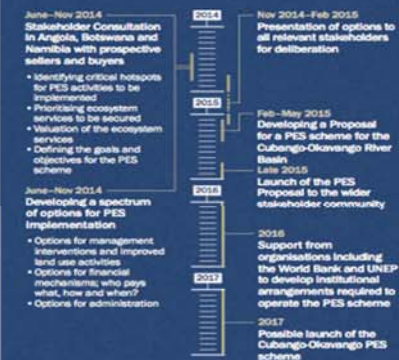 June–Nov 2014
Stakeholder Consultation
in Angola, Botswana and
Namibia with prospective
sellers and buyers
• Identifying critical hotspots
for PES activities to be
implemented
• Prioritising ecosystem
services to be secured
• Valuation of the ecosystem
services
• Defining the goals and
objectives for the PES
scheme
June–Nov 2014
Developing a spectrum
of options for PES
Implementation
• Options for management
interventions and improved
land use activities
• Options for financial
mechanisms; who pays
what, how and when?
• Options for administration
2014
2015
2016
2017
Nov 2014–Feb 2015
Presentation of options to
all relevant stakeholders
for deliberation
Feb–May 2015
Developing a Proposal
for a PES scheme for the
Cubango-Okavango River
Basin
Late 2015
Launch of the PES
Proposal to the wider
stakeholder community
2016
Support from
organisations including
the World Bank and UNEP
to develop institutional
arrangements required to
operate the PES scheme
2017
Possible launch of the
Cubango-Okavango PES
scheme